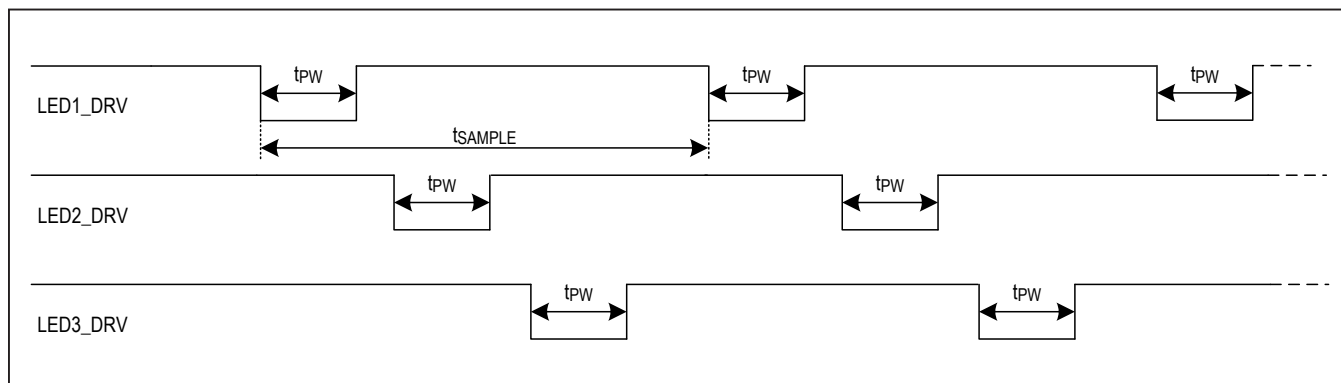 tPW tPW tPW
LED1_DRV
tSAMPLE
tPW tPW
LED2_DRV
tPW tPW
LED3_DRV